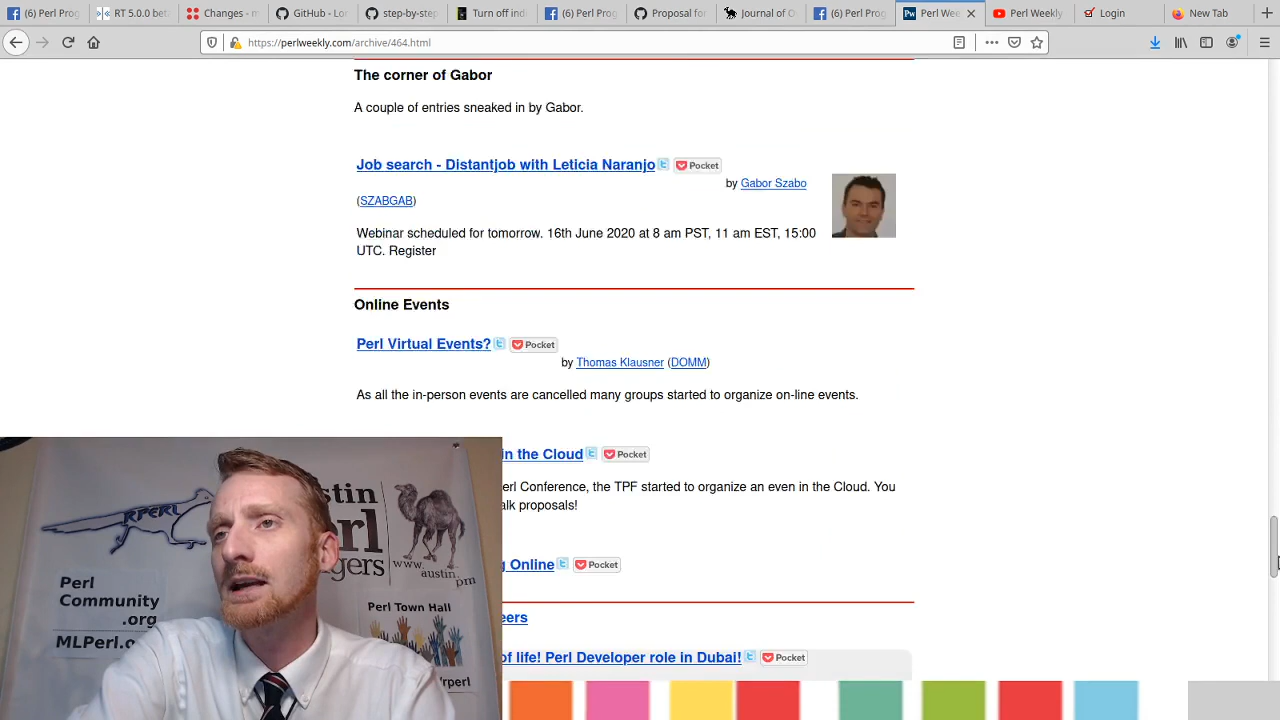 (6) Perl Prog
RT 5.0.0 beta
Changes - m
GitHub - Lon
step-by-step
Turn off ind
(6) Perl Prog
Proposal for
Journal of O
(6) Perl Prog
Perl Wee
Perl Weekly
Login
New Tab
https://perlweekly.com/archive/464.html
The corner of Gabor
A couple of entries sneaked in by Gabor.
Job search - Distantjob with Leticia Naranjo Pocket
by Gabor Szabo
(SZABGAB)
Webinar scheduled for tomorrow. 16th June 2020 at 8 am PST, 11 am EST, 15:00
UTC. Register
Online Events
Perl Virtual Events? Pocket
by Thomas Klausner (DOMM)
As all the in-person events are cancelled many groups started to organize on-line events.
in the Cloud Pocket
erl Conference, the TPF started to organize an even in the Cloud. You
alk proposals!
g Online Pocket
eers
of life! Perl Developer role in Dubai! Pocket
RPERL
Perl
Community
.org
MLPerl.o
stin
erl
ngers
www.
austin.
pm
Perl Town Hall
/rperl